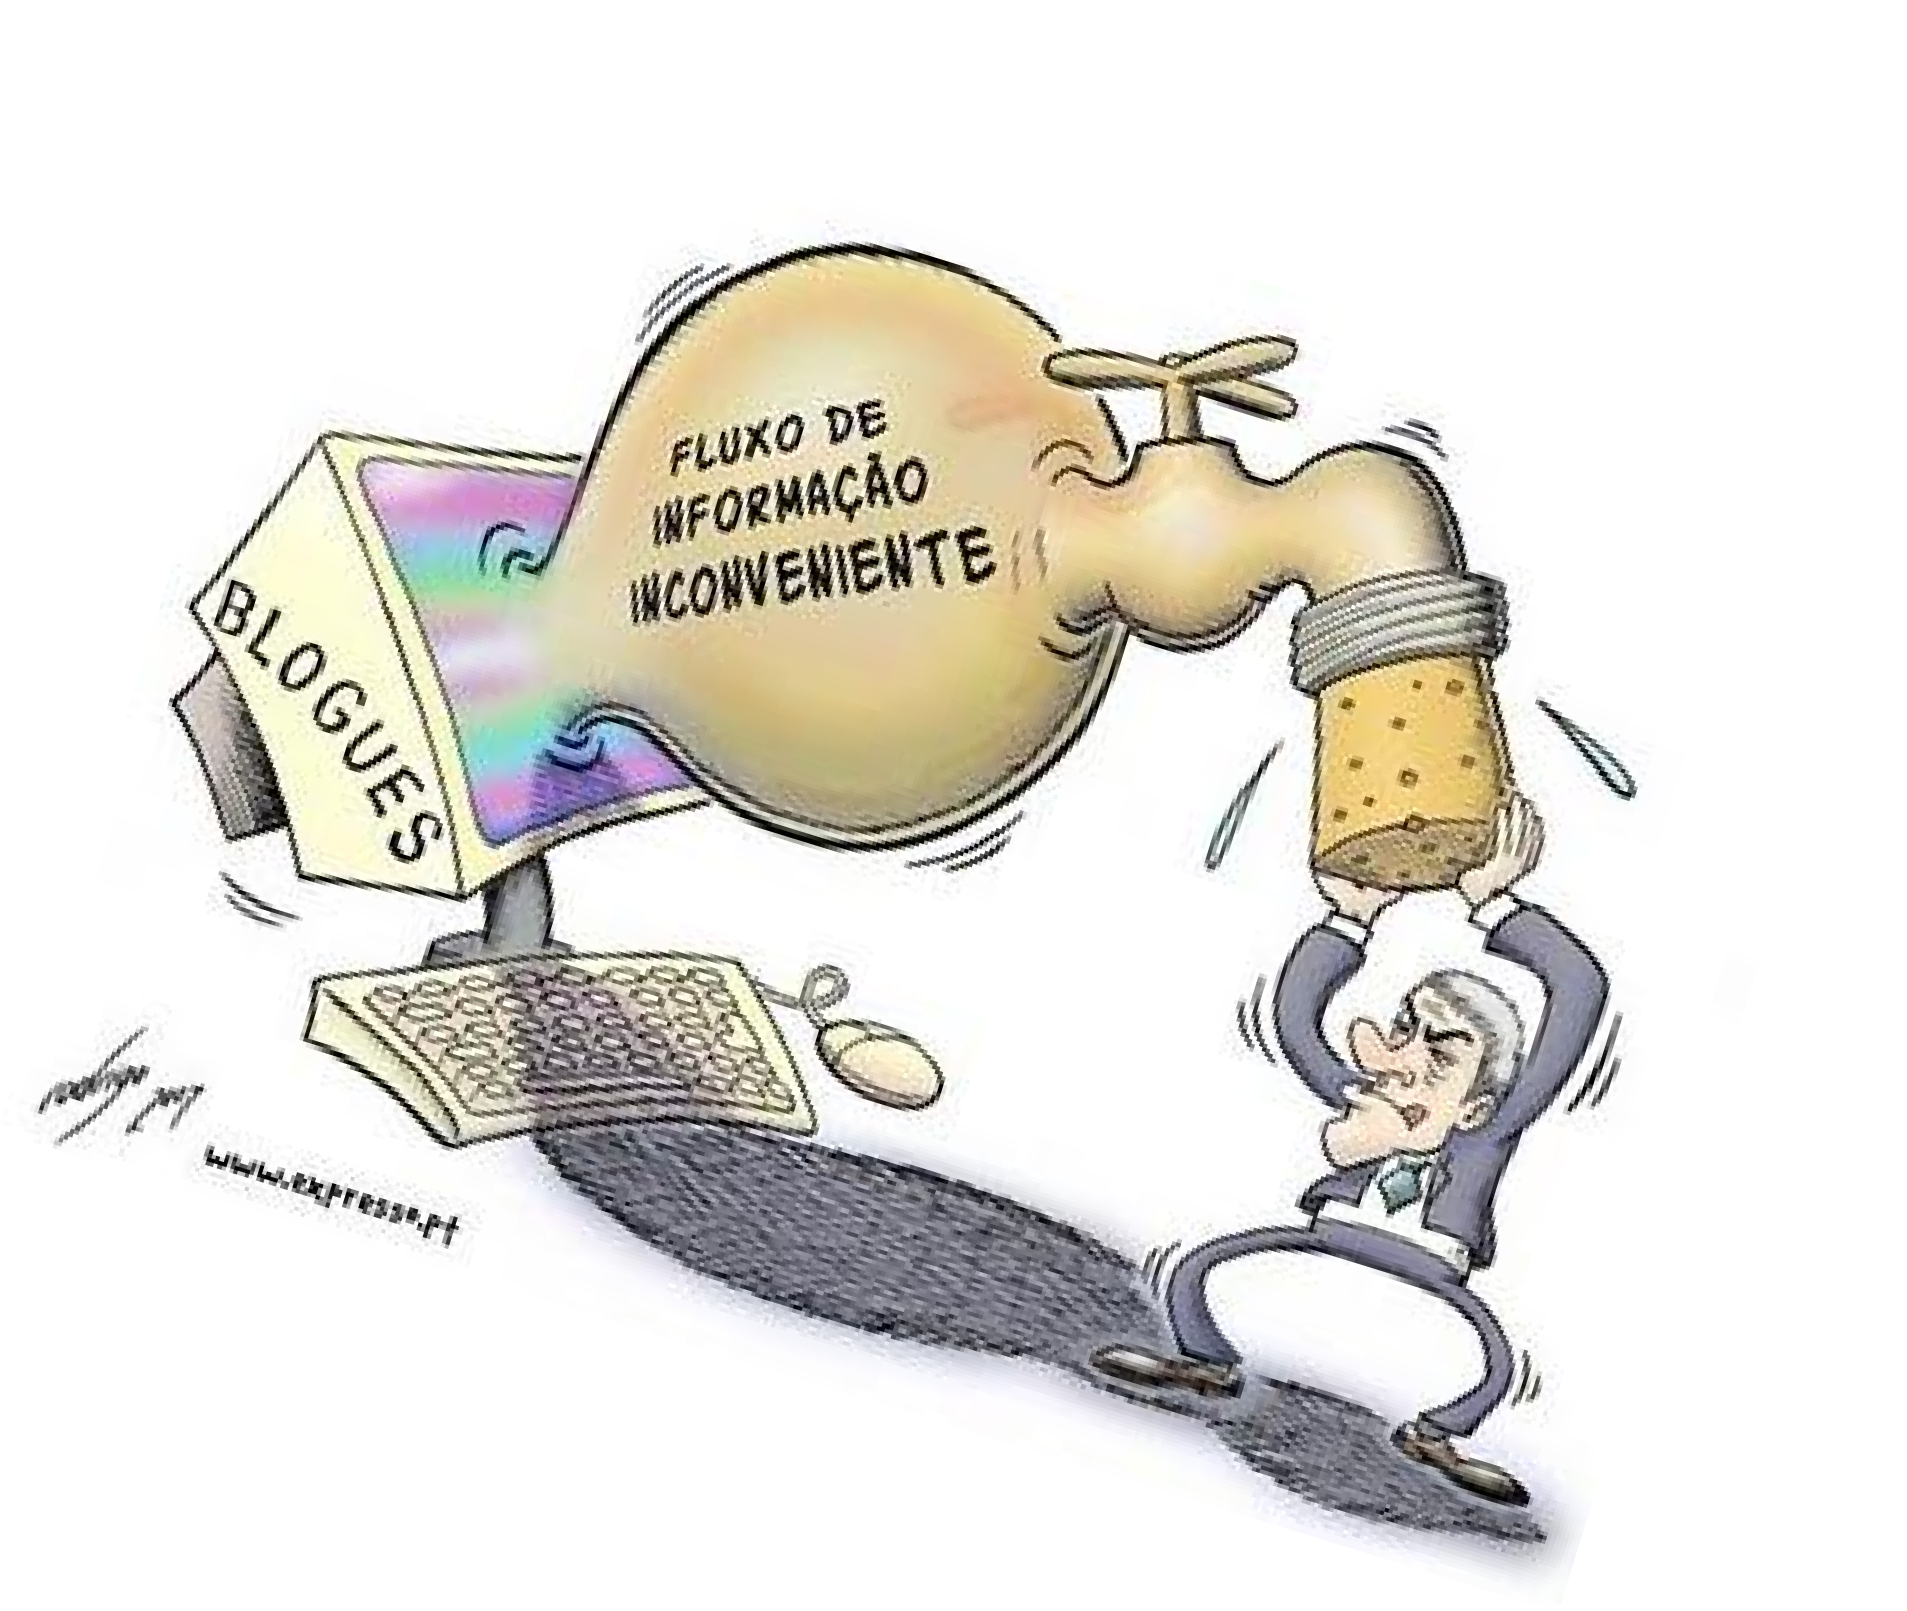 FLUXO DE
INFORMAÇÃO
INCONVENIENTE
BLOGUES
www.expresso.pt